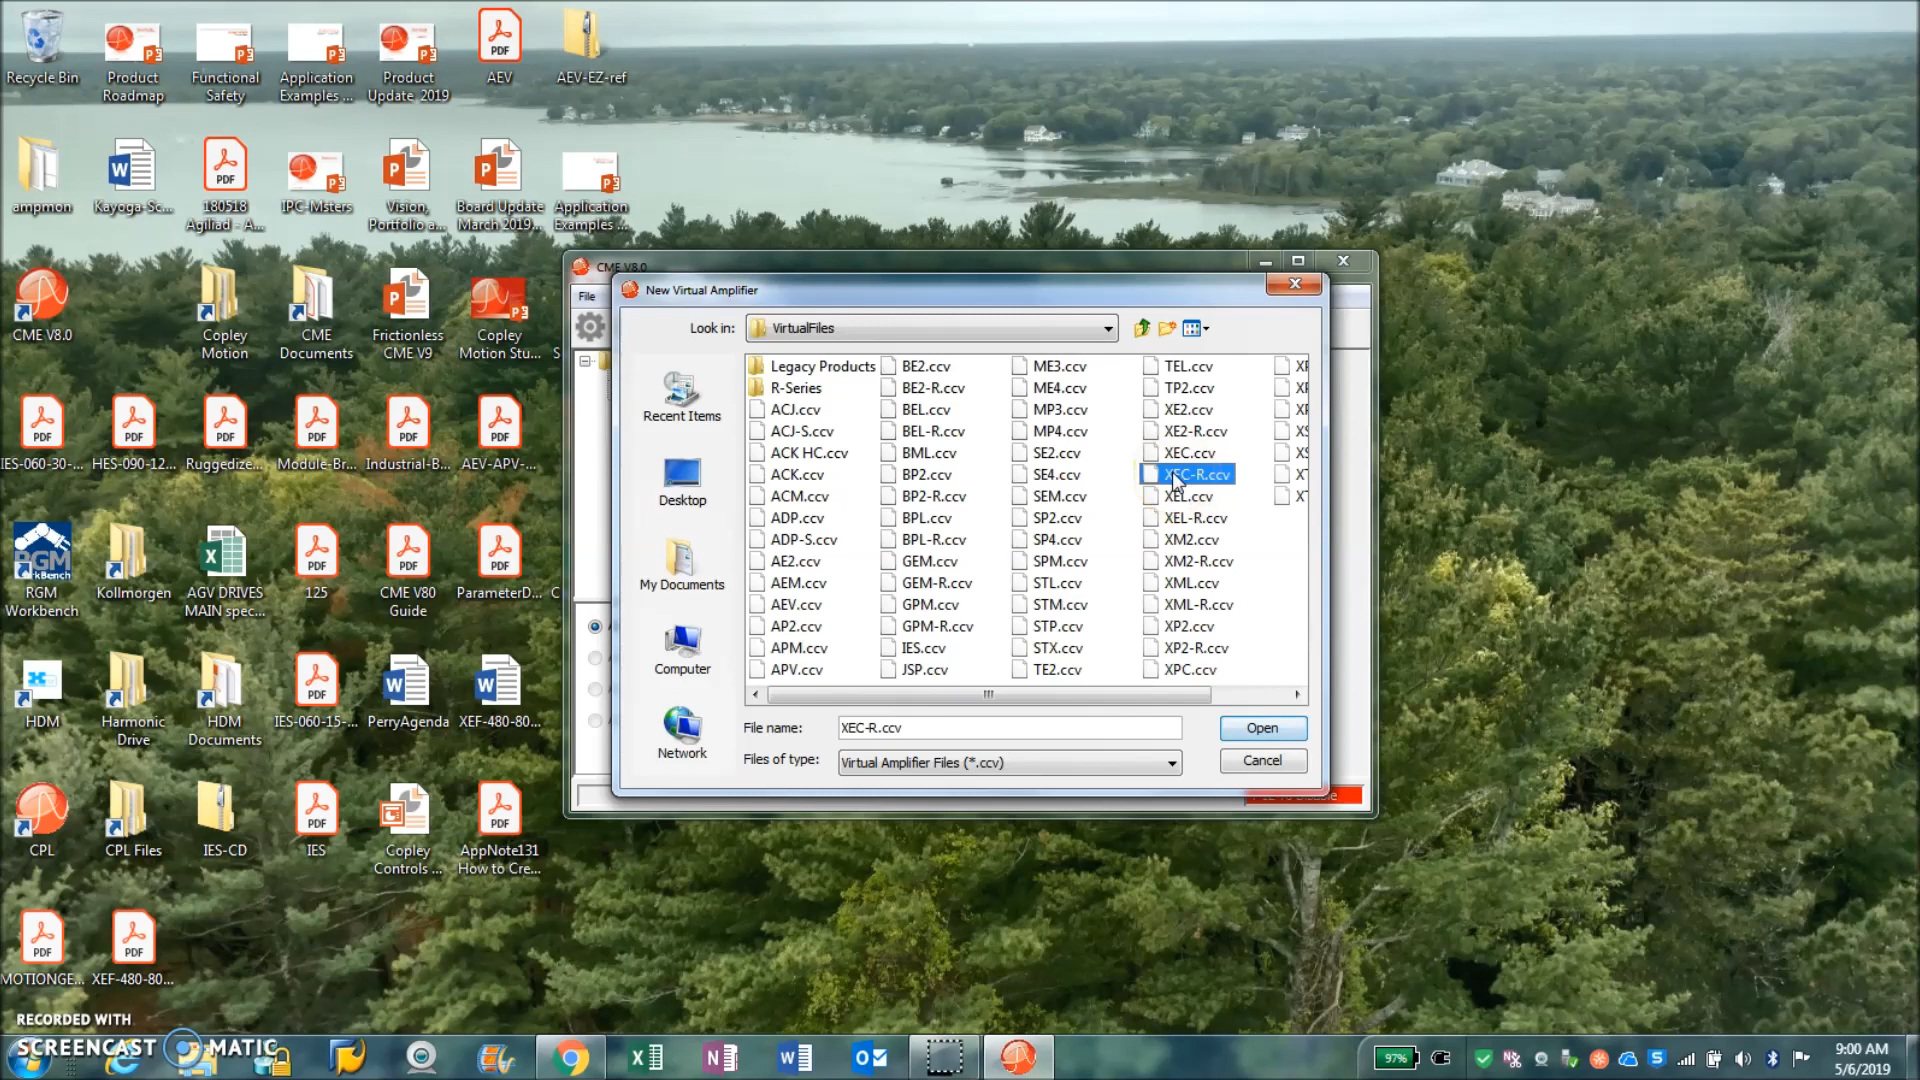 Recycle Bin
Product
Roadmap
Functional
Safety
Application
Examples ...
Product
Update_2019
AEV
AEV-EZ-ref
ampmon
Kayoga-Sc...
180518
Agiliad - A...
IPC-Msters
Vision,
Portfolio a...
Board Update
March 2019...
Application
Examples ...
CME V8.0
Copley
Motion
CME
Documents
Frictionless
CME V9
Copley
Motion Stu...
IES-060-30-...
HES-090-12...
Ruggedize...
Module-Br...
Industrial-B...
AEV-APV-...
RGM
Workbench
Kollmorgen
AGV DRIVES
MAIN spec...
125
CME V80
Guide
ParameterD...
HDM
Harmonic
Drive
HDM
Documents
IES-060-15-...
PerryAgenda
XEF-480-80...
CPL
CPL Files
IES-CD
IES
Copley
Controls ...
AppNote131
How to Cre...
MOTIONGE...
XEF-480-80...
CME V8.0
File
New Virtual Amplifier
Look in:
VirtualFiles
Recent Items
Desktop
My Documents
Computer
Network
Legacy Products
R-Series
ACJ.ccv
ACJ-S.ccv
ACK HC.ccv
ACK.ccv
ACM.ccv
ADP.ccv
ADP-S.ccv
AE2.ccv
AEM.ccv
AEV.ccv
AP2.ccv
APM.ccv
APV.ccv
BE2.ccv
BE2-R.ccv
BEL.ccv
BEL-R.ccv
BML.ccv
BP2.ccv
BP2-R.ccv
BPL.ccv
BPL-R.ccv
GEM.ccv
GEM-R.ccv
GPM.ccv
GPM-R.ccv
IES.ccv
JSP.ccv
ME3.ccv
ME4.ccv
MP3.ccv
MP4.ccv
SE2.ccv
SE4.ccv
SEM.ccv
SP2.ccv
SP4.ccv
SPM.ccv
STL.ccv
STM.ccv
STP.ccv
STX.ccv
TE2.ccv
TEL.ccv
TP2.ccv
XE2.ccv
XE2-R.ccv
XEC.ccv
XEC-R.ccv
XEL.ccv
XEL-R.ccv
XM2.ccv
XM2-R.ccv
XML.ccv
XML-R.ccv
XP2.ccv
XP2-R.ccv
XPC.ccv
File name:
XEC-R.ccv
Open
Files of type:
Virtual Amplifier Files (*.ccv)
Cancel
RECORDED WITH
SCREENCAST MATIC
97%
9:00 AM
5/6/2019